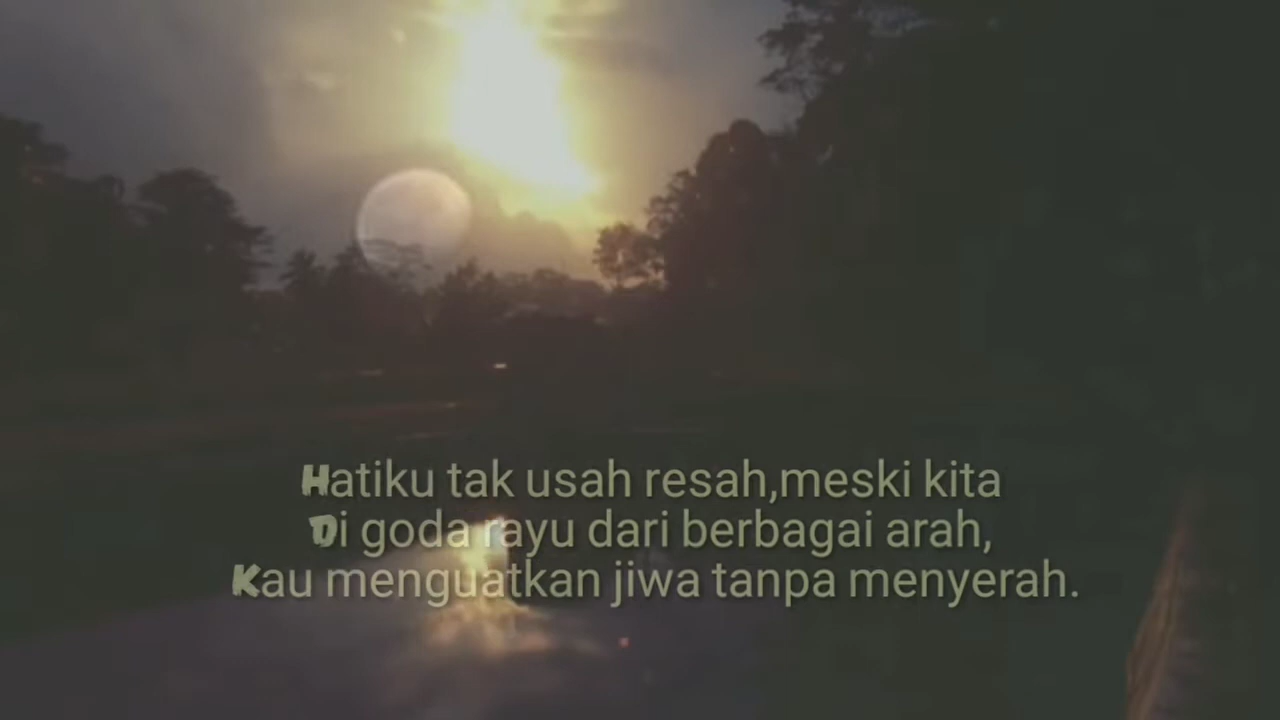 Hatiku tak usah resah,meski kita
Di goda rayu dari berbagai arah,
Kau menguatkan jiwa tanpa menyerah.